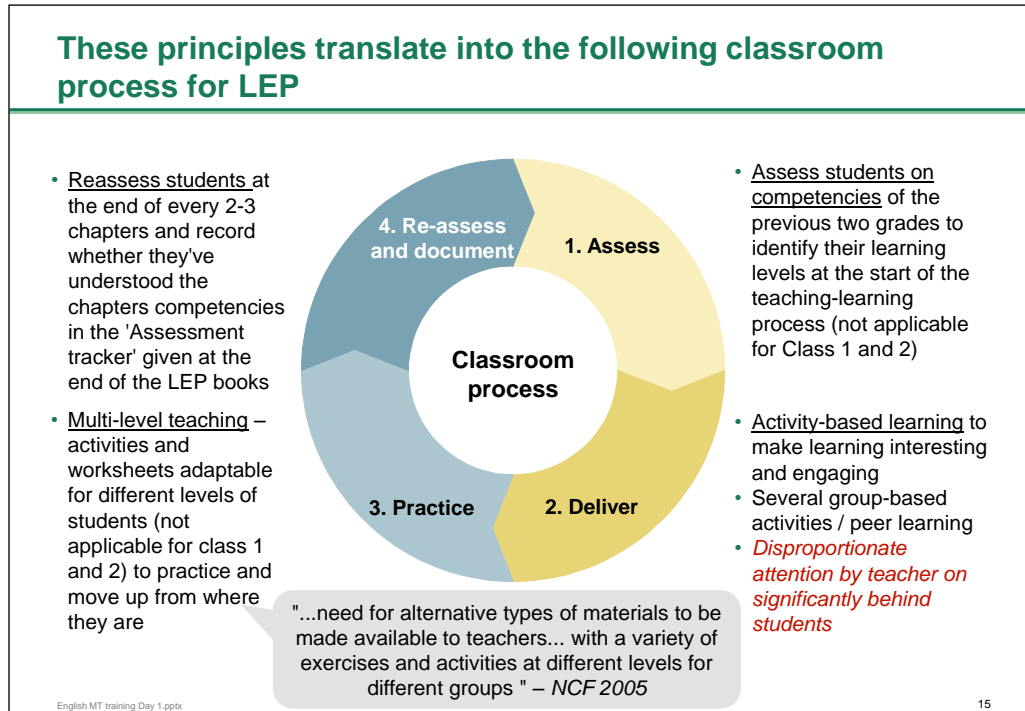 These principles translate into the following classroom
process for LEP
• Reassess students at
the end of every 2-3
chapters and record
whether they've
understood the
chapters competencies
in the 'Assessment
tracker' given at the
end of the LEP books
• Multi-level teaching –
activities and
worksheets adaptable
for different levels of
students (not
applicable for class 1
and 2) to practice and
move up from where
they are
4. Re-assess
and document
1. Assess
Classroom
process
3. Practice
2. Deliver
• Assess students on
competencies of the
previous two grades to
identify their learning
levels at the start of the
teaching-learning
process (not applicable
for Class 1 and 2)
• Activity-based learning to
make learning interesting
and engaging
• Several group-based
activities / peer learning
• Disproportionate
attention by teacher on
significantly behind
students
"...need for alternative types of materials to be
made available to teachers... with a variety of
exercises and activities at different levels for
different groups " – NCF 2005
English MT training Day 1.pptx
15